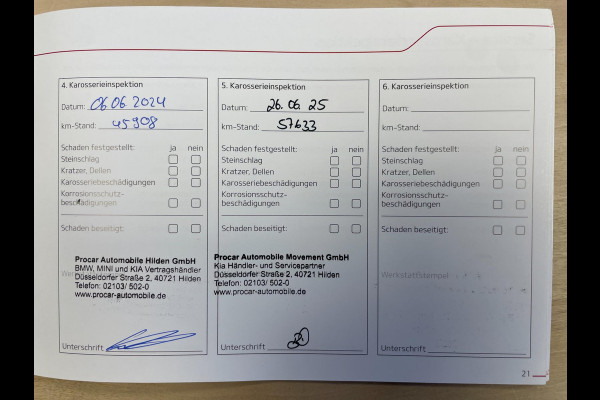 4. Karosserieinspektion
Datum: 06.06 2024
km-Stand: 45908
Schaden festgestellt: ja nein
Steinschlag
Kratzer, Dellen
Karosseriebeschädigungen
Korrosionsschutz-
beschädigungen
Schaden beseitigt:
Procar Automobile Hilden GmbH
BMW, MINI und KIA Vertragshändler
Düsseldorfer Straße 2, 40721 Hilden
Telefon: 02103/ 502-0
www.procar-automobile.de
Unterschrift
5. Karosserieinspektion
Datum: 26.06.25
km-Stand: 57633
Schaden festgestellt: ja nein
Steinschlag
Kratzer, Dellen
Karosseriebeschädigungen
Korrosionsschutz-
beschädigungen
Schaden beseitigt:
Procar Automobile Movement GmbH
Kia Händler- und Servicepartner
Düsseldorfer Straße 2, 40721 Hilden
Telefon: 02103/ 502-0
www.procar-automobile.de
Unterschrift
6. Karosserieinspektion
Datum:
km-Stand:
Schaden festgestellt: ja nein
Steinschlag
Kratzer, Dellen
Karosseriebeschädigungen
Korrosionsschutz-
beschädigungen
Schaden beseitigt:
Werkstattstempel
Unterschrift
21